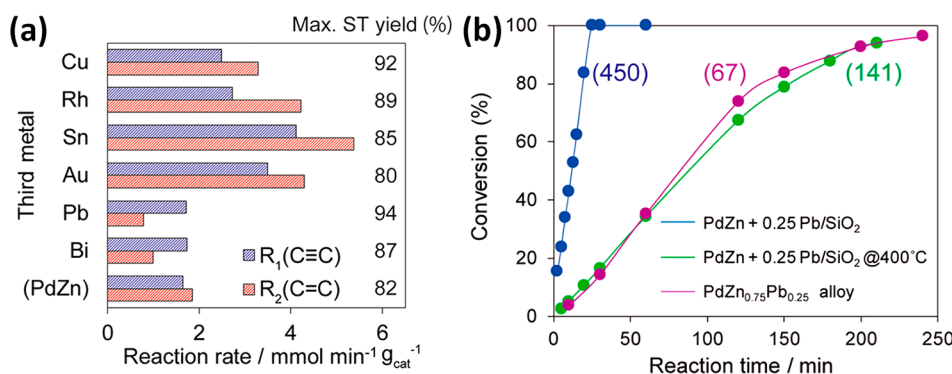 (a)
Max. ST yield (%)
Third metal
Cu 92
Rh 89
Sn 85
Au 80
Pb 94
Bi 87
(PdZn) 82
R₁(C≡C)
R₂(C=C)
0 2 4 6
Reaction rate / mmol min⁻¹ g_cat⁻¹
(b)
Conversion (%)
100
80
60
40
20
0
(450) (67) (141)
PdZn + 0.25 Pb/SiO₂
PdZn + 0.25 Pb/SiO₂ @400°C
PdZn₀.₇₅Pb₀.₂₅ alloy
0 50 100 150 200 250
Reaction time / min